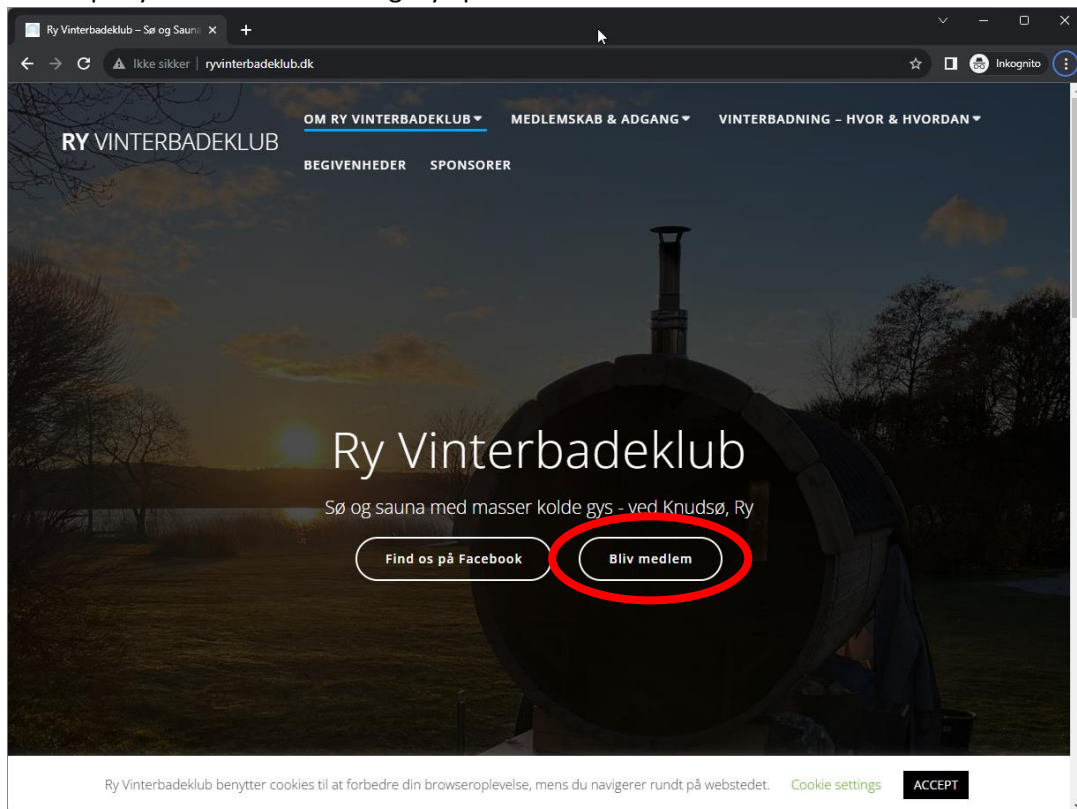 Ry Vinterbadeklub – Sø og Sauna
Ikke sikker | ryvinterbadeklub.dk
Inkognito
RY VINTERBADEKLUB
OM RY VINTERBADEKLUB
MEDLEMSKAB & ADGANG
VINTERBADNING – HVOR & HVORDAN
BEGIVENHEDER
SPONSORER
Ry Vinterbadeklub
Sø og sauna med masser kolde gys - ved Knudsø, Ry
Find os på Facebook
Bliv medlem
Ry Vinterbadeklub benytter cookies til at forbedre din browseroplevelse, mens du navigerer rundt på webstedet.
Cookie settings
ACCEPT